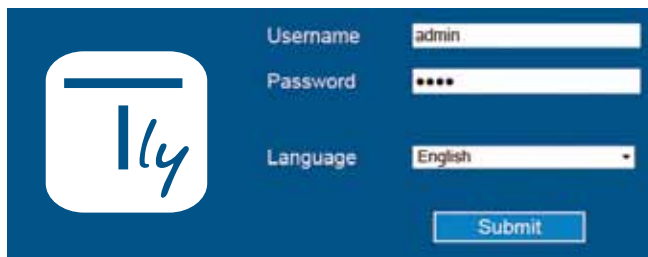 Tly
Username admin
Password ••••
Language English
Submit